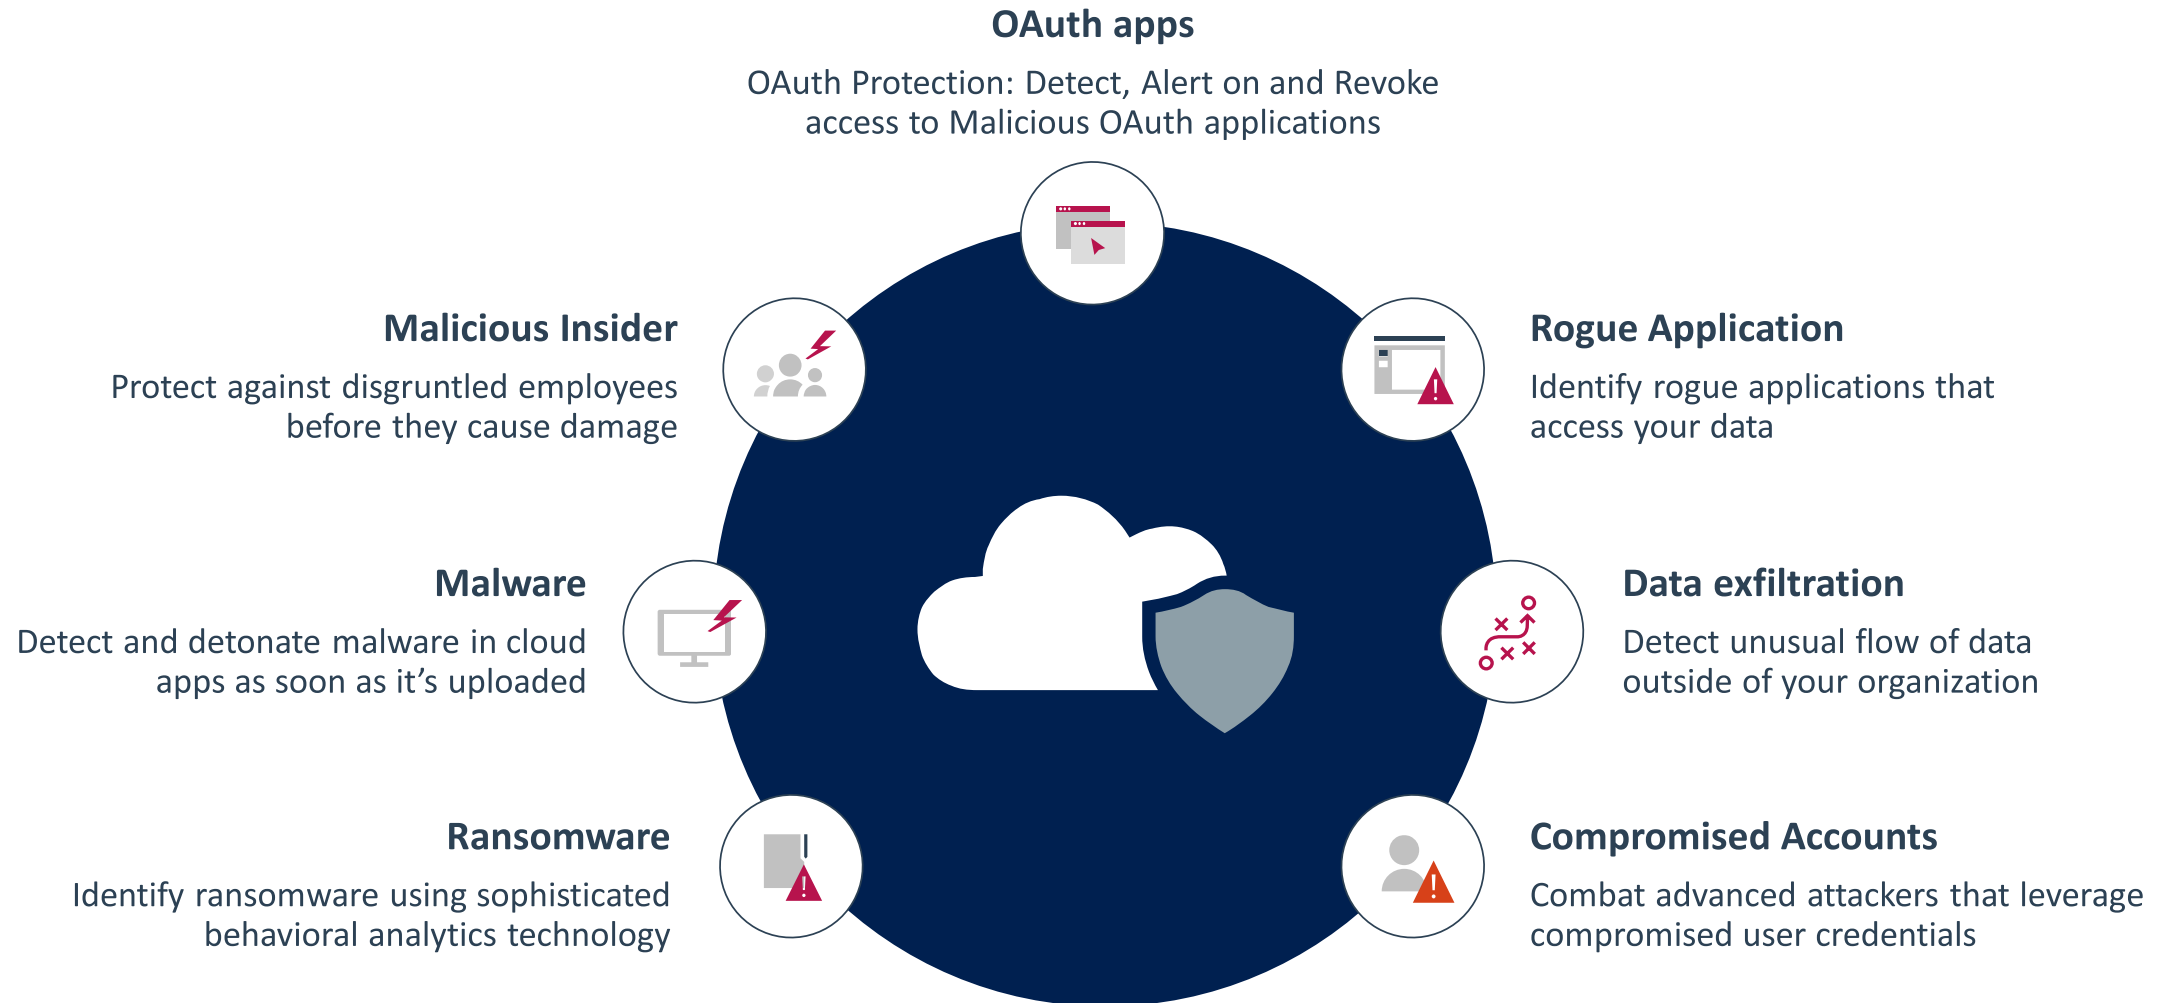 OAuth apps
OAuth Protection: Detect, Alert on and Revoke
access to Malicious OAuth applications
Malicious Insider
Protect against disgruntled employees
before they cause damage
Rogue Application
Identify rogue applications that
access your data
Malware
Detect and detonate malware in cloud
apps as soon as it’s uploaded
Data exfiltration
Detect unusual flow of data
outside of your organization
Ransomware
Identify ransomware using sophisticated
behavioral analytics technology
Compromised Accounts
Combat advanced attackers that leverage
compromised user credentials